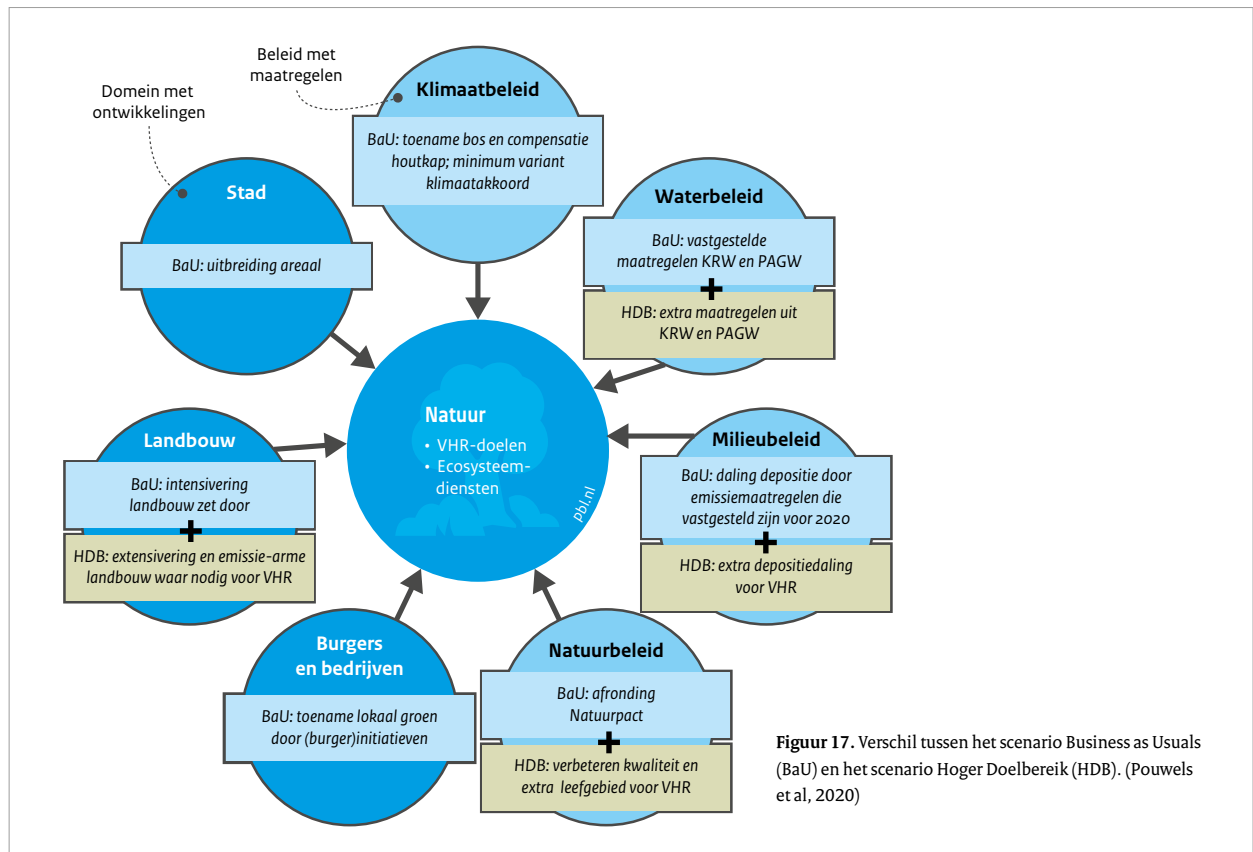 Domein met
ontwikkelingen
Beleid met
maatregelen
Klimaatbeleid
BaU: toename bos en compensatie
houtkap; minimum variant
klimaatakkoord
Stad
BaU: uitbreiding areaal
Waterbeleid
BaU: vastgestelde
maatregelen KRW en PAGW
+
HDB: extra maatregelen uit
KRW en PAGW
Natuur
• VHR-doelen
• Ecosysteem-
diensten
pbl.nl
Landbouw
BaU: intensivering
landbouw zet door
+
HDB: extensivering en emissie-arme
landbouw waar nodig voor VHR
Milieubeleid
BaU: daling depositie door
emissiemaatregelen die
vastgesteld zijn voor 2020
+
HDB: extra depositiedaling
voor VHR
Burgers
en bedrijven
BaU: toename lokaal groen
door (burger)initiatieven
Natuurbeleid
BaU: afronding
Natuurpact
+
HDB: verbeteren kwaliteit en
extra leefgebied voor VHR
Figuur 17. Verschil tussen het scenario Business as Usuals
(BaU) en het scenario Hoger Doelbereik (HDB). (Pouwels
et al, 2020)